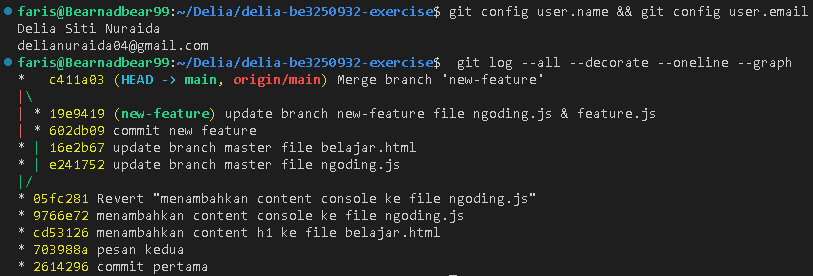 faris@Bearnadbear99:~/Delia/delia-be3250932-exercise$ git config user.name && git config user.email
Delia Siti Nuraida
delianuraida04@gmail.com
faris@Bearnadbear99:~/Delia/delia-be3250932-exercise$  git log --all --decorate --oneline --graph
*   c411a03 (HEAD -> main, origin/main) Merge branch 'new-feature'
|\
| * 19e9419 (new-feature) update branch new-feature file ngoding.js & feature.js
| * 602db09 commit new feature
* | 16e2b67 update branch master file belajar.html
* | e241752 update branch master file ngoding.js
|/
* 05fc281 Revert "menambahkan content console ke file ngoding.js"
* 9766e72 menambahkan content console ke file ngoding.js
* cd53126 menambahkan content h1 ke file belajar.html
* 703988a pesan kedua
* 2614296 commit pertama